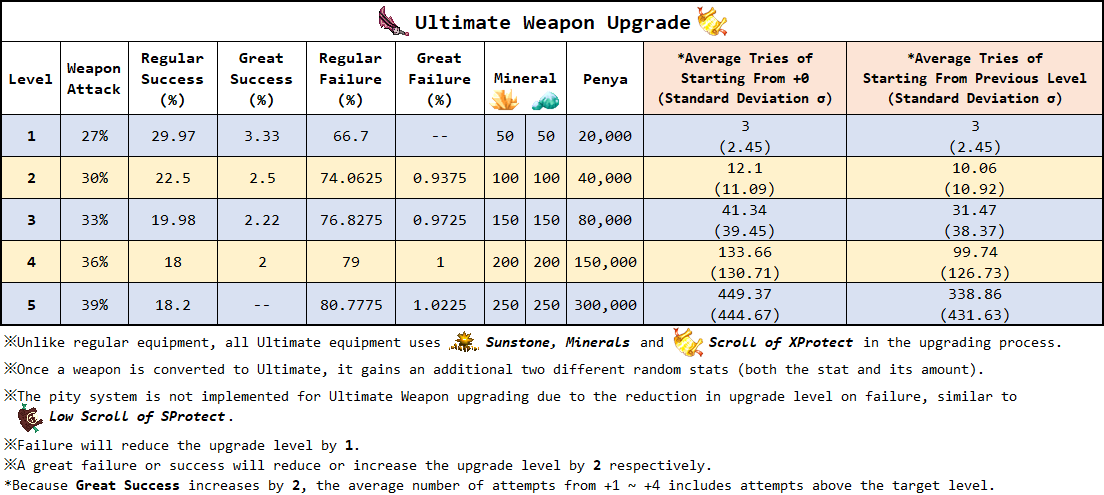 Ultimate Weapon Upgrade
Level Weapon Attack Regular Success (%) Great Success (%) Regular Failure (%) Great Failure (%) Mineral Penya *Average Tries of Starting From +0 (Standard Deviation σ) *Average Tries of Starting From Previous Level (Standard Deviation σ)
1 27% 29.97 3.33 66.7 -- 50 50 20,000 3 (2.45) 3 (2.45)
2 30% 22.5 2.5 74.0625 0.9375 100 100 40,000 12.1 (11.09) 10.06 (10.92)
3 33% 19.98 2.22 76.8275 0.9725 150 150 80,000 41.34 (39.45) 31.47 (38.37)
4 36% 18 2 79 1 200 200 150,000 133.66 (130.71) 99.74 (126.73)
5 39% 18.2 -- 80.7775 1.0225 250 250 300,000 449.37 (444.67) 338.86 (431.63)
※Unlike regular equipment, all Ultimate equipment uses Sunstone, Minerals and Scroll of XProtect in the upgrading process.
※Once a weapon is converted to Ultimate, it gains an additional two different random stats (both the stat and its amount).
※The pity system is not implemented for Ultimate Weapon upgrading due to the reduction in upgrade level on failure, similar to
Low Scroll of SProtect.
※Failure will reduce the upgrade level by 1.
※A great failure or success will reduce or increase the upgrade level by 2 respectively.
*Because Great Success increases by 2, the average number of attempts from +1 ~ +4 includes attempts above the target level.